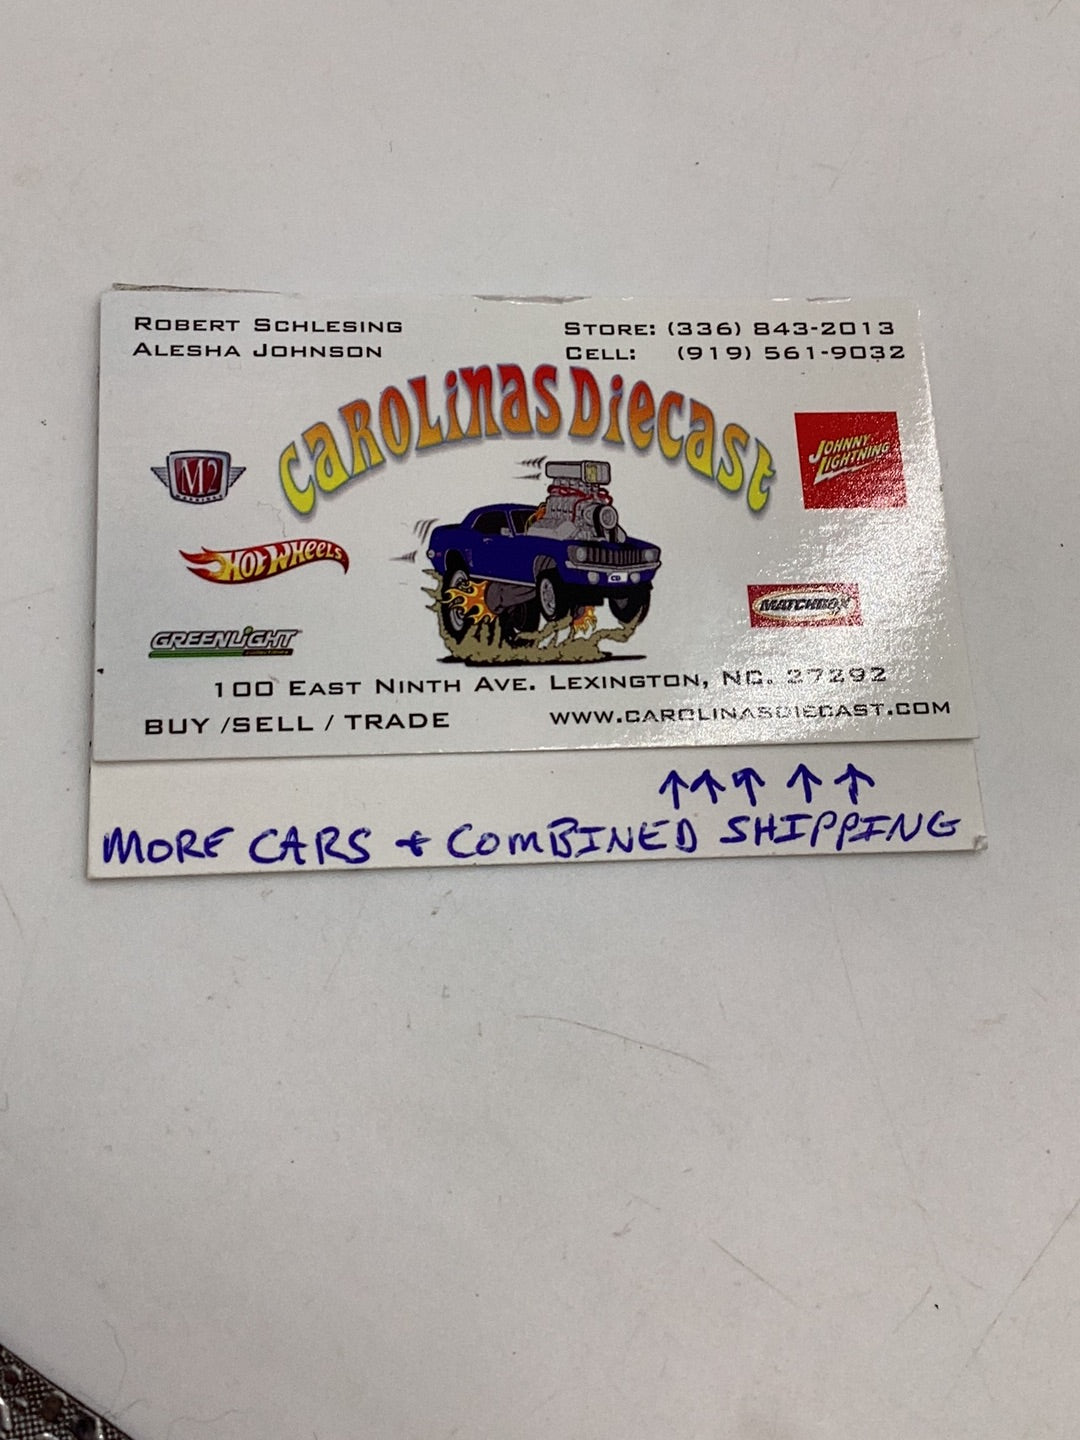 ROBERT SCHLESING
ALESHA JOHNSON
STORE: (336) 843-2013
CELL: (919) 561-9032
CAROLINAS DIECAST
M2
JOHNNY LIGHTNING
HOT WHEELS
CD
MATCHBOX
GREENLIGHT
100 EAST NINTH AVE. LEXINGTON, NC. 27292
BUY /SELL / TRADE
WWW.CAROLINASDIECAST.COM
↑↑↑ ↑ ↑
MORE CARS + COMBINED SHIPPING